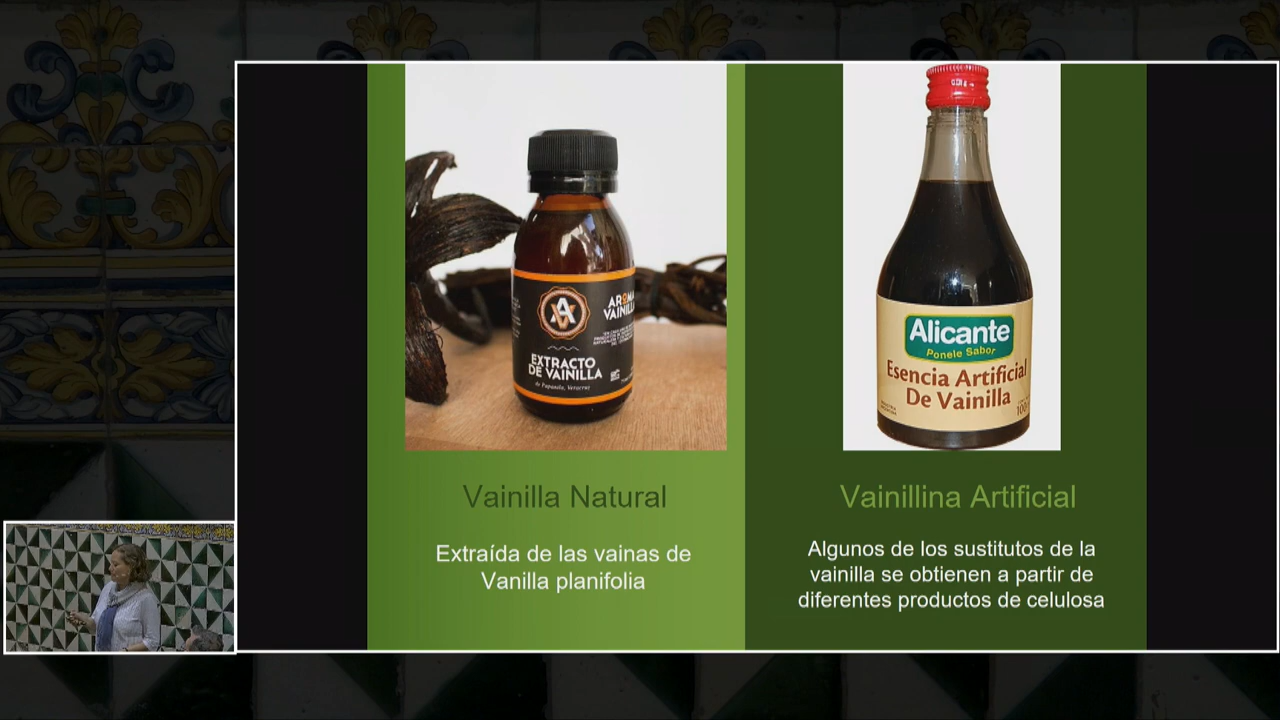 AROMA
VAINILLA
EXTRACTO
DE VAINILLA
de Papantla, Veracruz
Alicante
Ponele Sabor
Esencia Artificial
De Vainilla
Vainilla Natural
Extraída de las vainas de
Vanilla planifolia
Vainillina Artificial
Algunos de los sustitutos de la
vainilla se obtienen a partir de
diferentes productos de celulosa